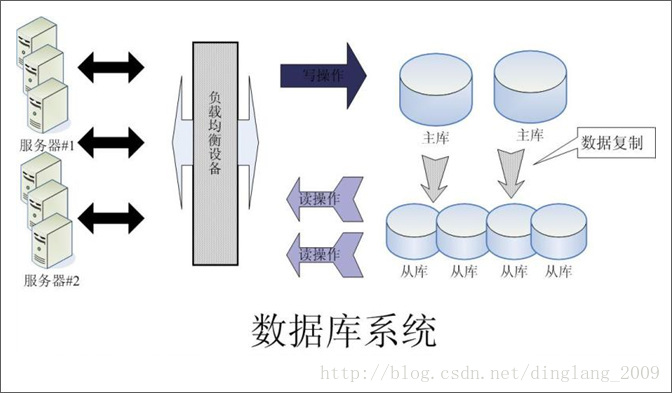 服务器#1
服务器#2
负载均衡设备
写操作
读操作
读操作
主库
主库
数据复制
从库
从库
从库
从库
数据库系统
http://blog.csdn.net/dinglang_2009